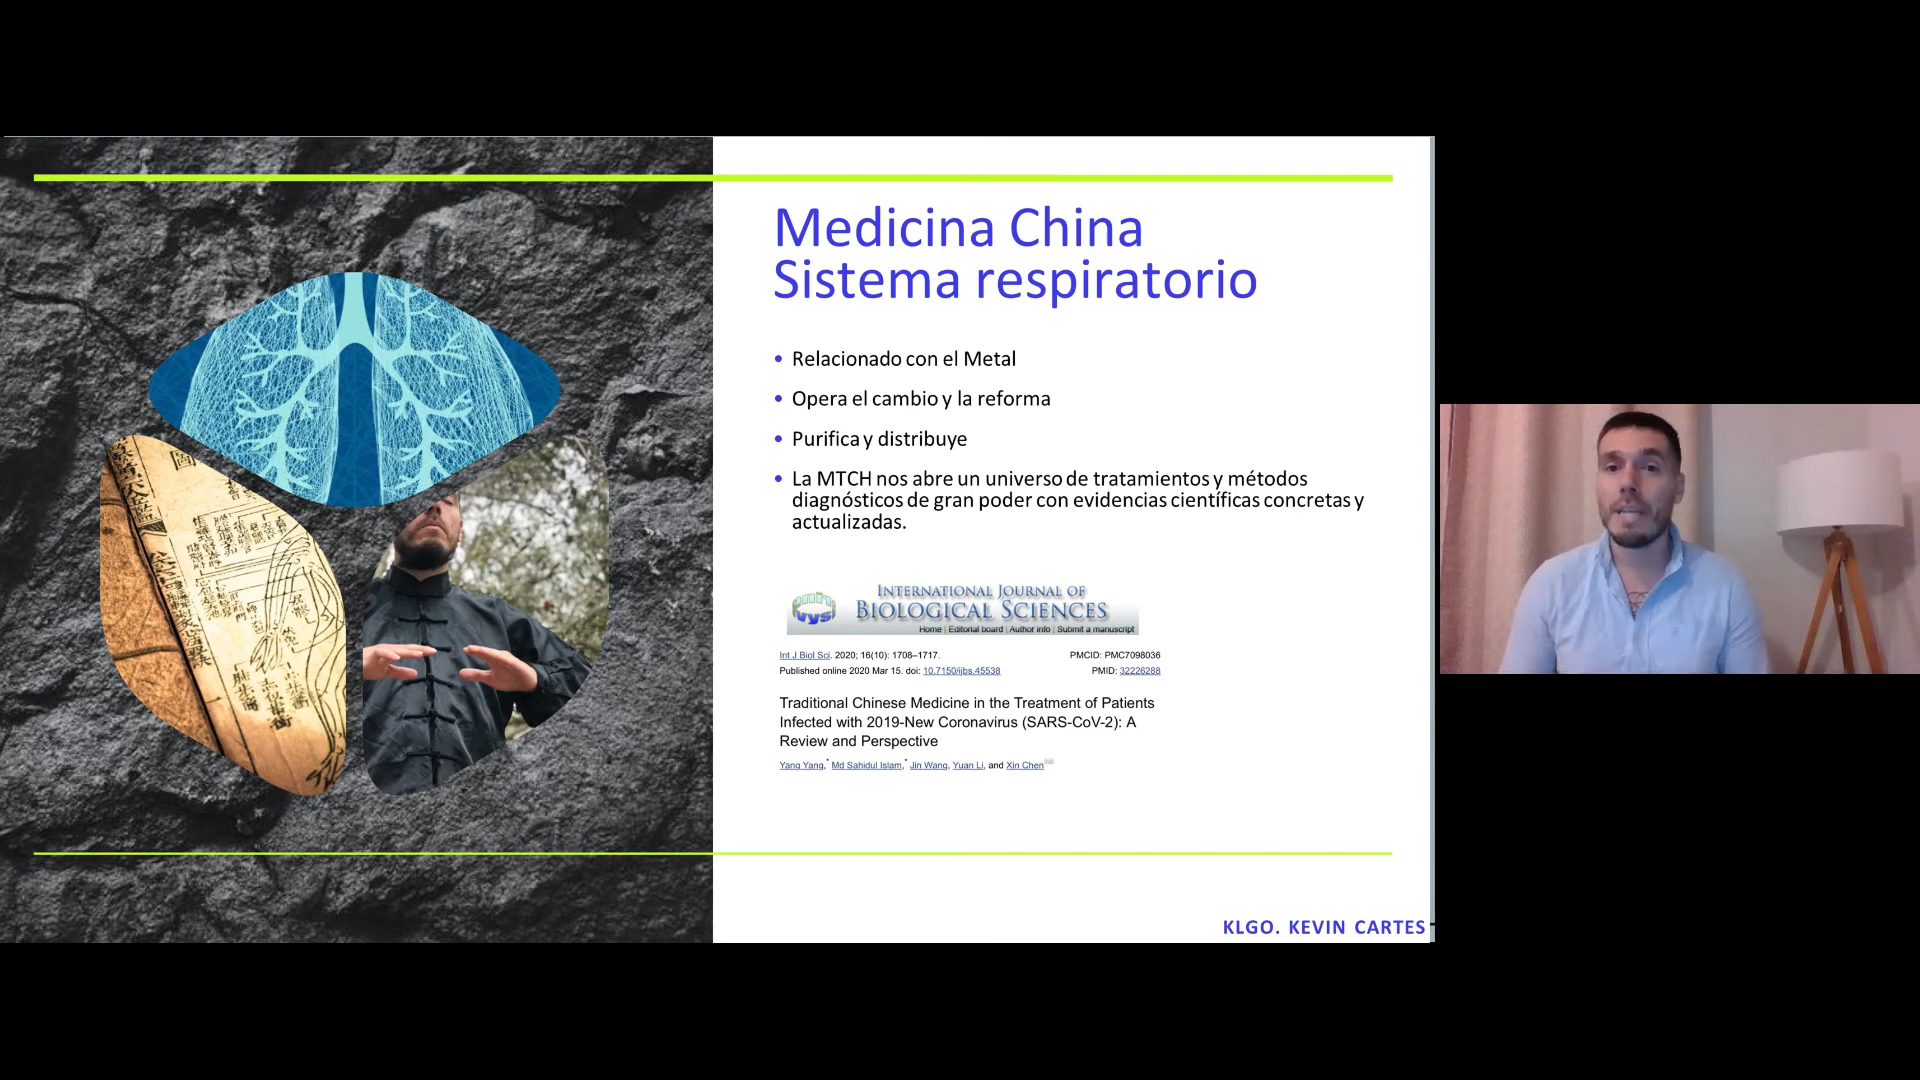 Medicina China
Sistema respiratorio
• Relacionado con el Metal
• Opera el cambio y la reforma
• Purifica y distribuye
• La MTCH nos abre un universo de tratamientos y métodos
diagnósticos de gran poder con evidencias científicas concretas y
actualizadas.
INTERNATIONAL JOURNAL OF
BIOLOGICAL SCIENCES
Home | Editorial board | Author info | Submit a manuscript
Int J Biol Sci. 2020; 16(10): 1708–1717. PMCID: PMC7098036
Published online 2020 Mar 15. doi: 10.7150/ijbs.45538 PMID: 32226288
Traditional Chinese Medicine in the Treatment of Patients
Infected with 2019-New Coronavirus (SARS-CoV-2): A
Review and Perspective
Yang Yang,* Md Sahidul Islam,* Jin Wang, Yuan Li, and Xin Chen
KLGO. KEVIN CARTES